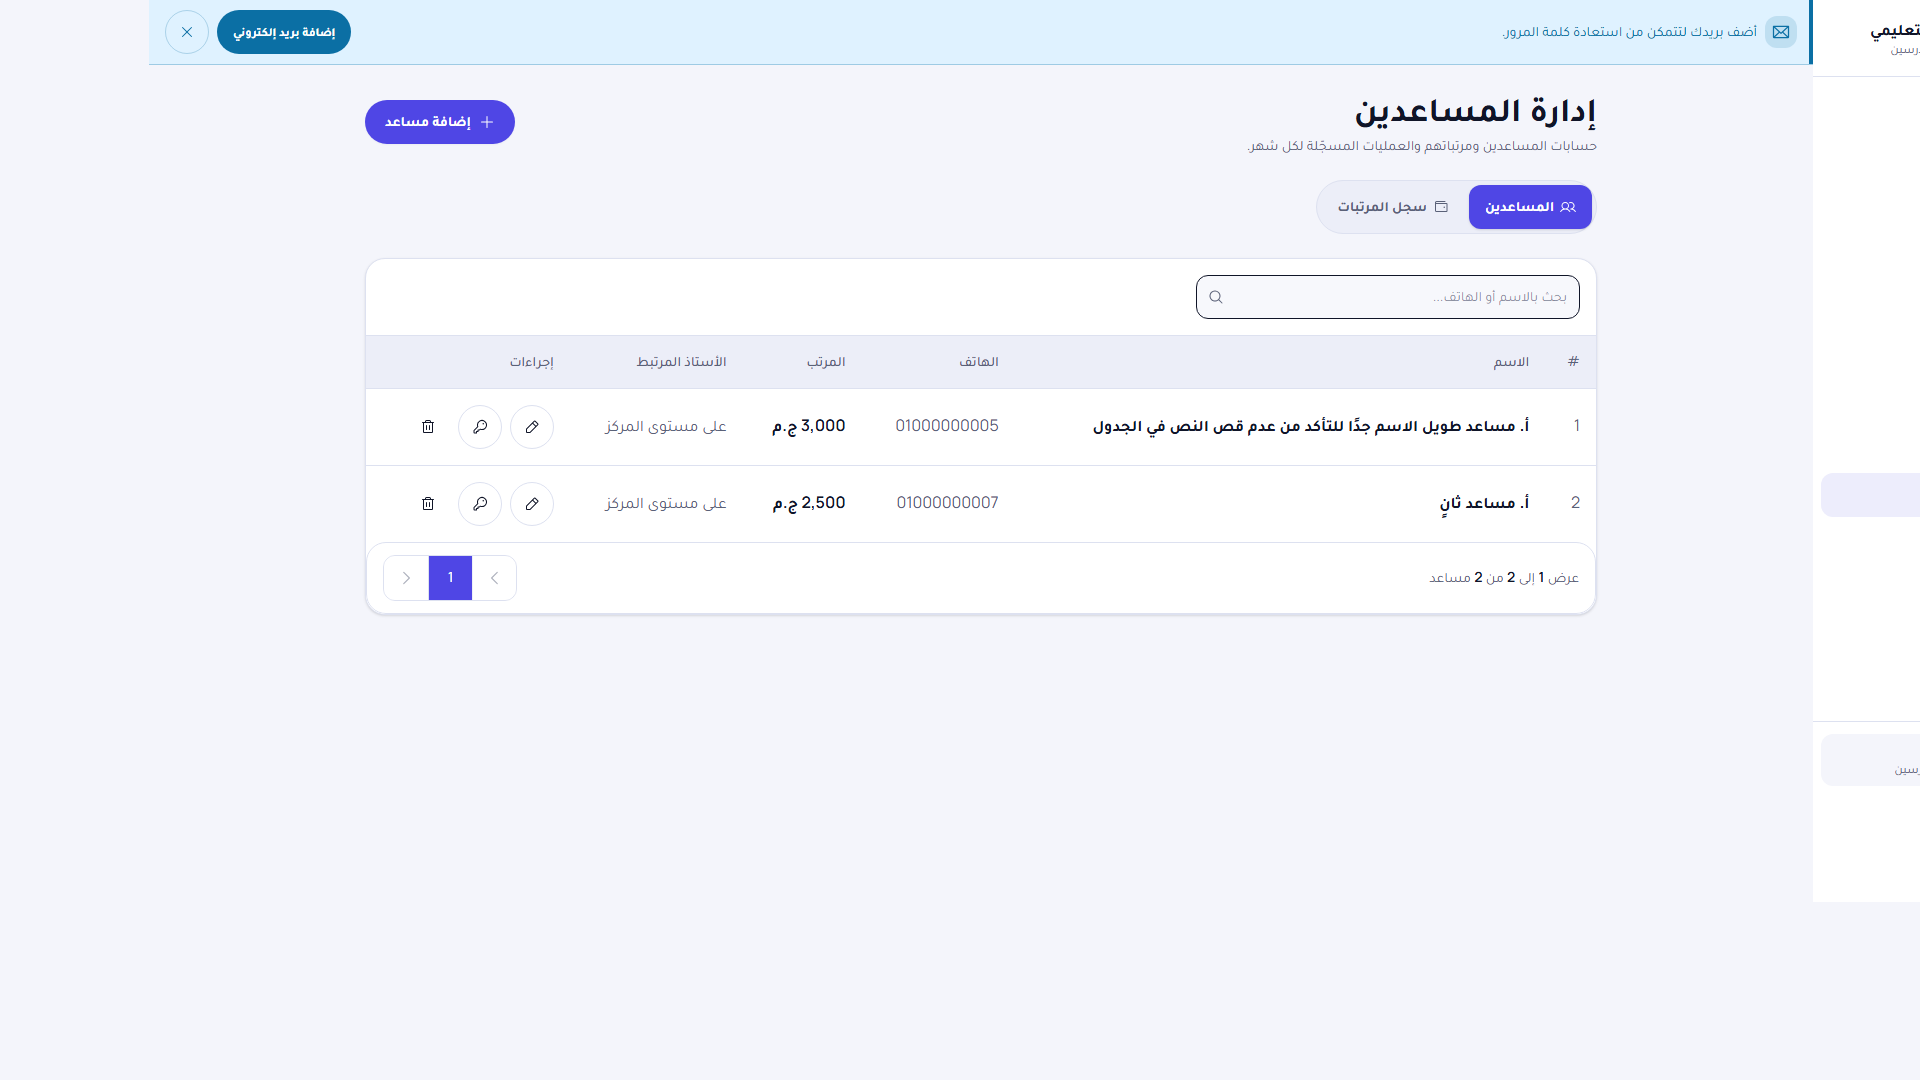 أضف بريدك لتتمكن من استعادة كلمة المرور.
إضافة بريد إلكتروني
إدارة المساعدين
حسابات المساعدين ومرتباتهم والعمليات المسجّلة لكل شهر.
إضافة مساعد
المساعدين
سجل المرتبات
بحث بالاسم أو الهاتف...
# الاسم الهاتف المرتب الأستاذ المرتبط إجراءات
1 أ. مساعد طويل الاسم جدًا للتأكد من عدم قص النص في الجدول 01000000005 3,000 ج.م على مستوى المركز
2 أ. مساعد ثانٍ 01000000007 2,500 ج.م على مستوى المركز
عرض 1 إلى 2 من 2 مساعد
1